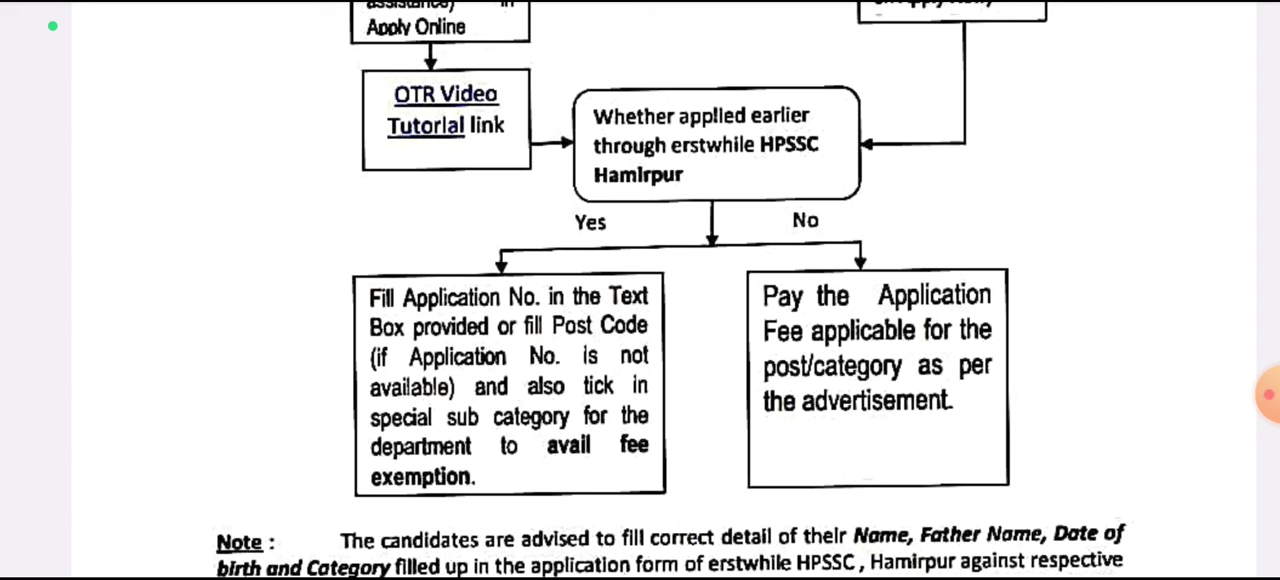 Apply Online
OTR Video
Tutorial link
Whether applied earlier
through erstwhile HPSSC
Hamirpur
Yes
No
Fill Application No. in the Text
Box provided or fill Post Code
(if Application No. is not
available) and also tick in
special sub category for the
department to avail fee
exemption.
Pay the Application
Fee applicable for the
post/category as per
the advertisement.
Note : The candidates are advised to fill correct detail of their Name, Father Name, Date of
birth and Category filled up in the application form of erstwhile HPSSC , Hamirpur against respective